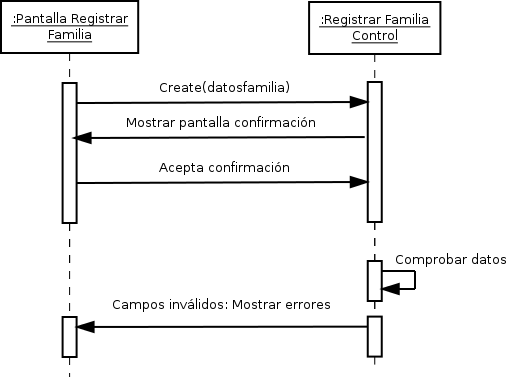 :Pantalla Registrar
Familia
:Registrar Familia
Control
Create(datosfamilia)
Mostrar pantalla confirmación
Acepta confirmación
Comprobar datos
Campos inválidos: Mostrar errores